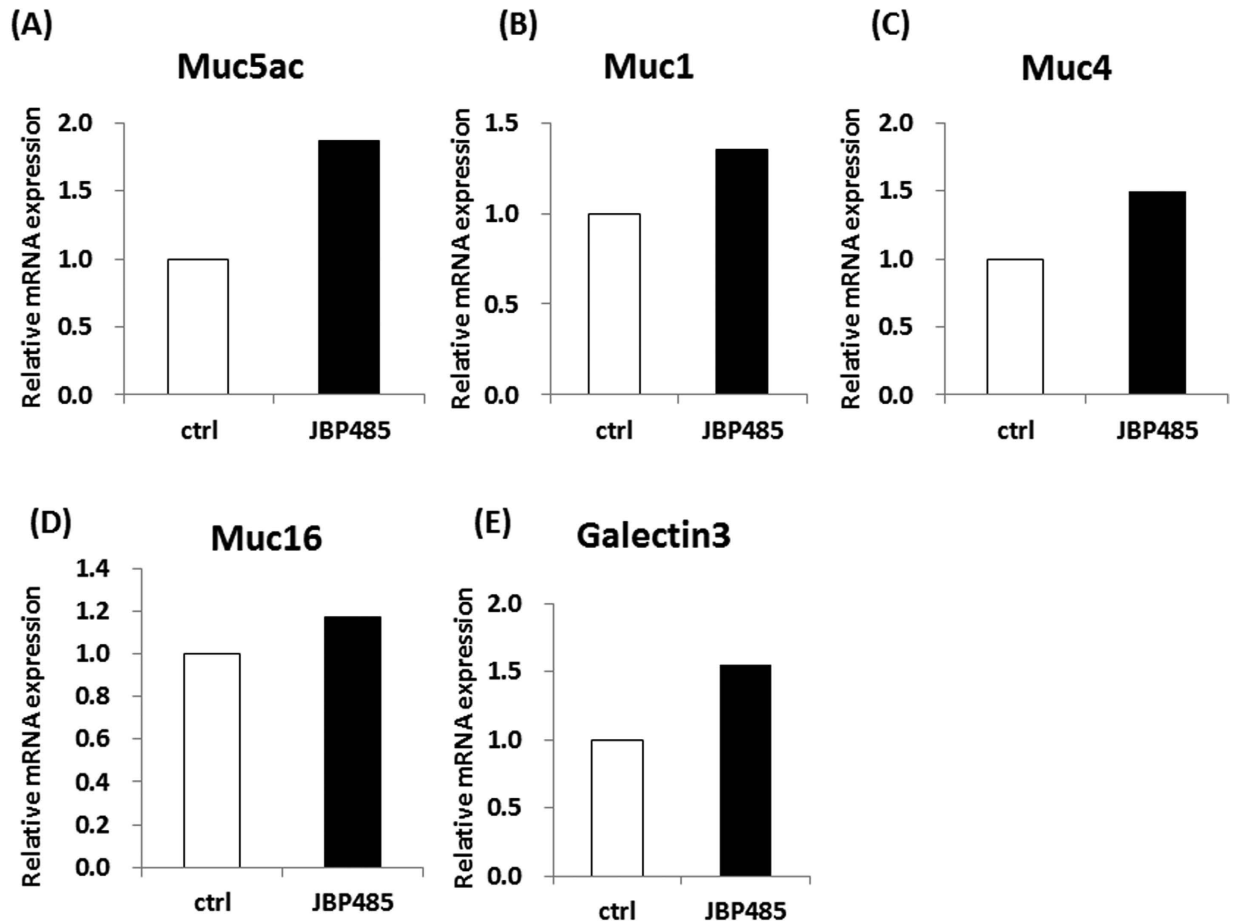 (A)
Muc5ac
Relative mRNA expression
2.0
1.5
1.0
0.5
0.0
ctrl JBP485
(B)
Muc1
Relative mRNA expression
1.5
1.0
0.5
0.0
ctrl JBP485
(C)
Muc4
Relative mRNA expression
2.0
1.5
1.0
0.5
0.0
ctrl JBP485
(D)
Muc16
Relative mRNA expression
1.4
1.2
1.0
0.8
0.6
0.4
0.2
0.0
ctrl JBP485
(E)
Galectin3
Relative mRNA expression
2.0
1.5
1.0
0.5
0.0
ctrl JBP485